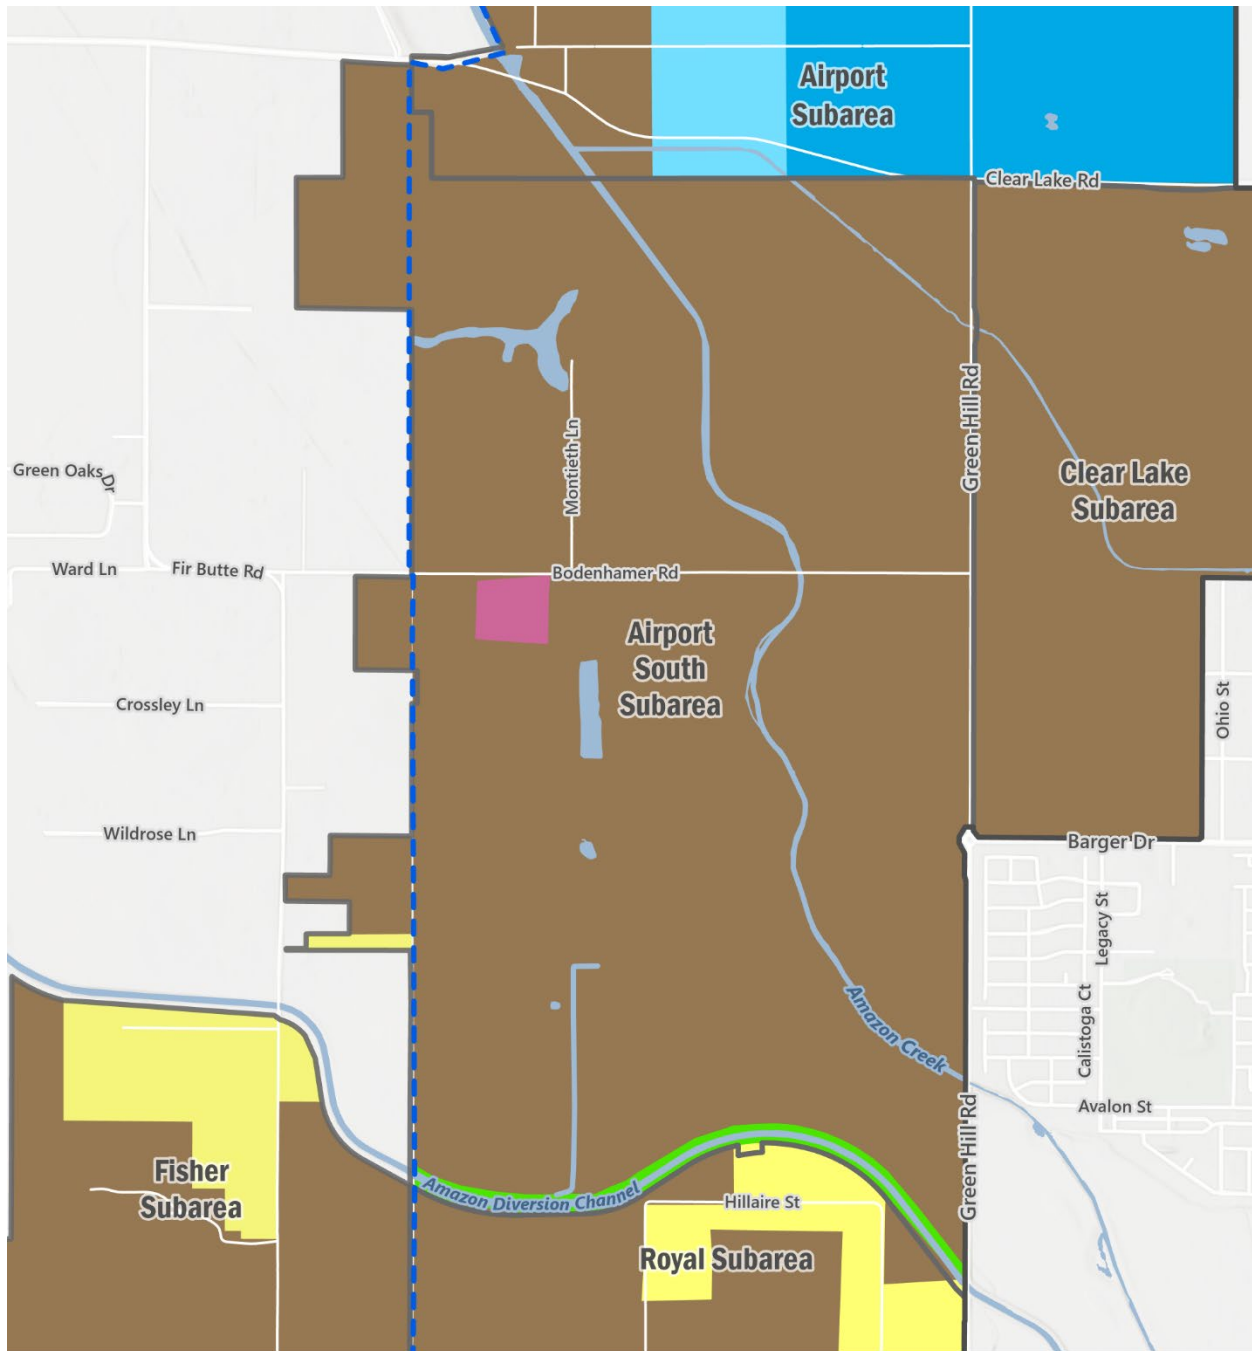 Airport
Subarea
Clear Lake Rd
Green Hill Rd
Montieth Ln
Green Oaks Dr
Clear Lake
Subarea
Ward Ln
Fir Butte Rd
Bodenhamer Rd
Airport
South
Subarea
Crossley Ln
Ohio St
Wildrose Ln
Barger Dr
Legacy St
Amazon Creek
Calistoga Ct
Avalon St
Green Hill Rd
Fisher
Subarea
Amazon Diversion Channel
Hillaire St
Royal Subarea